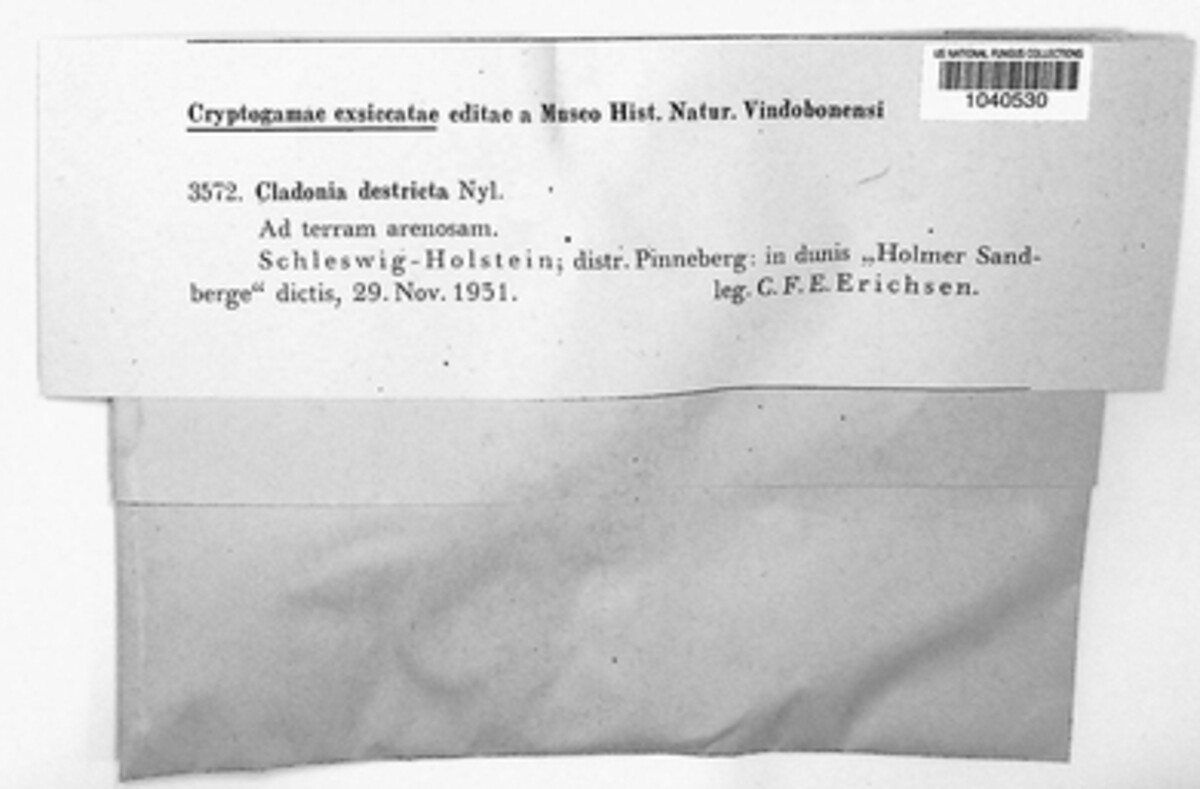 US NATIONAL FUNGUS COLLECTIONS
1040530
Cryptogamae exsiccatae editae a Museo Hist. Natur. Vindobonensi
3572. Cladonia destricta Nyl.
Ad terram arenosam.
Schleswig-Holstein; distr. Pinneberg: in dunis „Holmer Sand-
berge“ dictis, 29. Nov. 1931. leg. C. F. E. Erichsen.